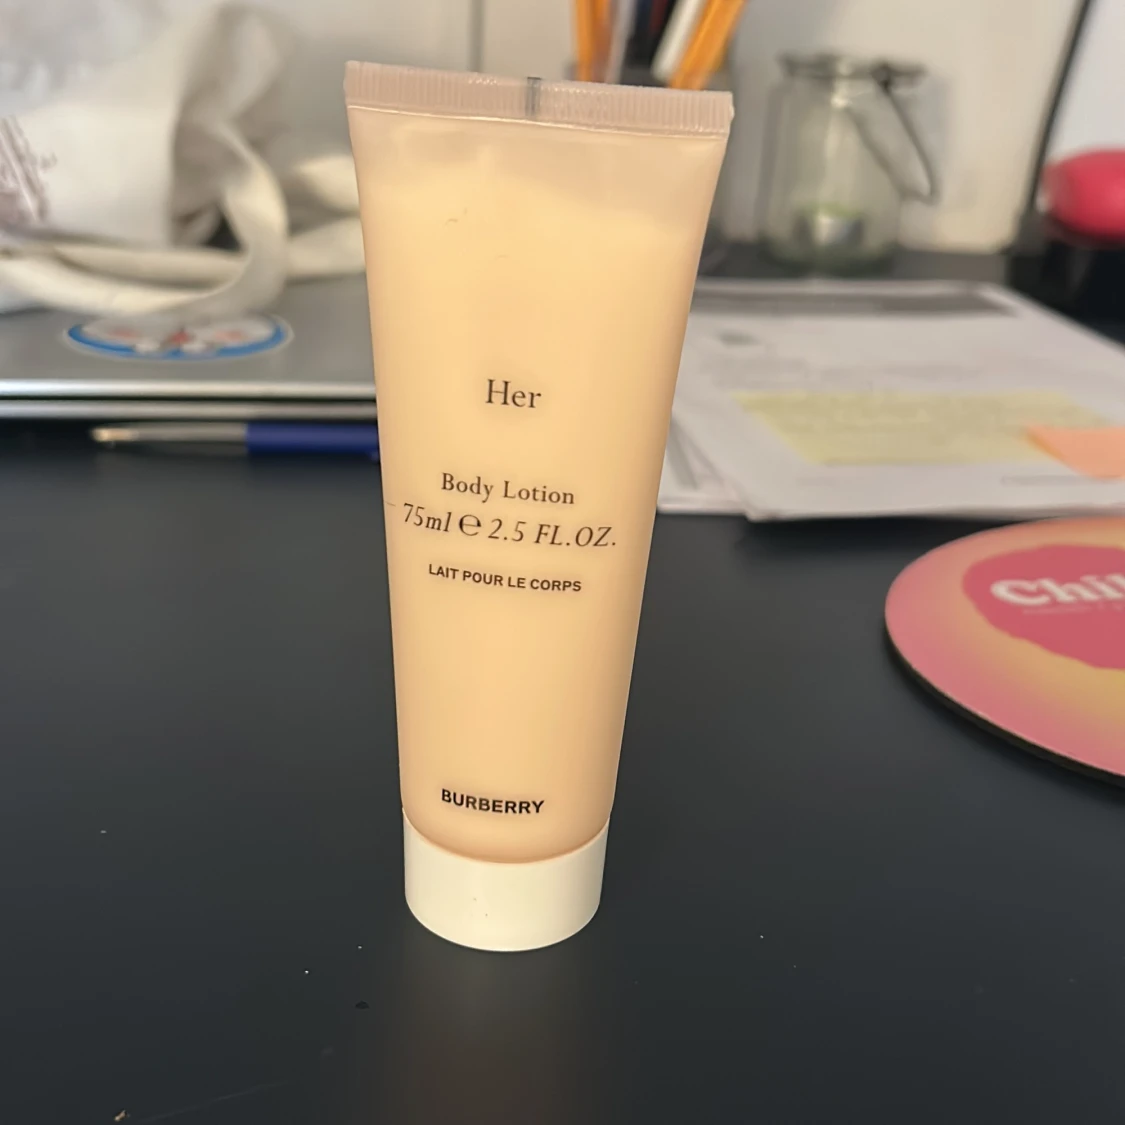 Her
Body Lotion
75ml ℮ 2.5 FL.OZ.
LAIT POUR LE CORPS
BURBERRY